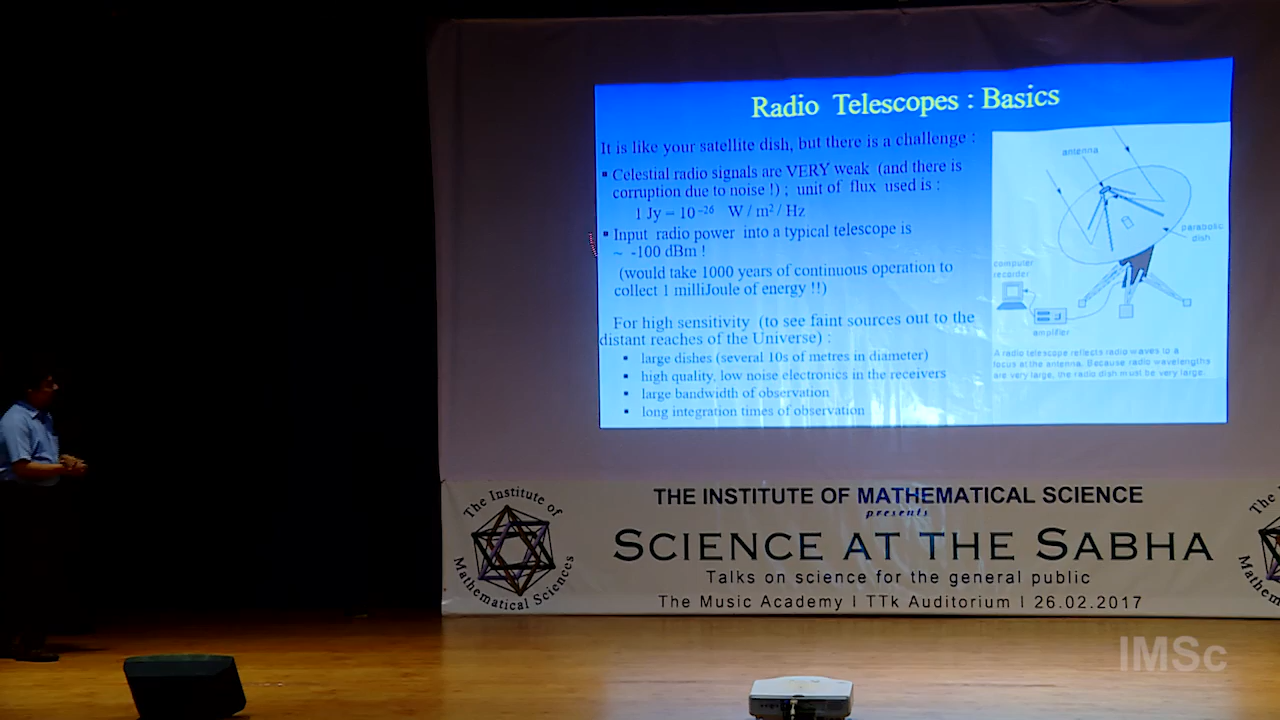 Radio Telescopes : Basics
It is like your satellite dish, but there is a challenge :
▪ Celestial radio signals are VERY weak (and there is
corruption due to noise !) ; unit of flux used is :
1 Jy = 10⁻²⁶ W / m² / Hz
▪ Input radio power into a typical telescope is
~ -100 dBm !
(would take 1000 years of continuous operation to
collect 1 milliJoule of energy !!)
For high sensitivity (to see faint sources out to the
distant reaches of the Universe) :
▪ large dishes (several 10s of metres in diameter)
▪ high quality, low noise electronics in the receivers
▪ large bandwidth of observation
▪ long integration times of observation
antenna
parabolic
dish
computer
recorder
amplifier
A radio telescope reflects radio waves to a
focus at the antenna. Because radio wavelengths
are very large, the radio dish must be very large.
The Institute of
Mathematical Sciences
THE INSTITUTE OF MATHEMATICAL SCIENCE
presents
SCIENCE AT THE SABHA
Talks on science for the general public
The Music Academy I TTk Auditorium I 26.02.2017
The I
Mathem
IMSc